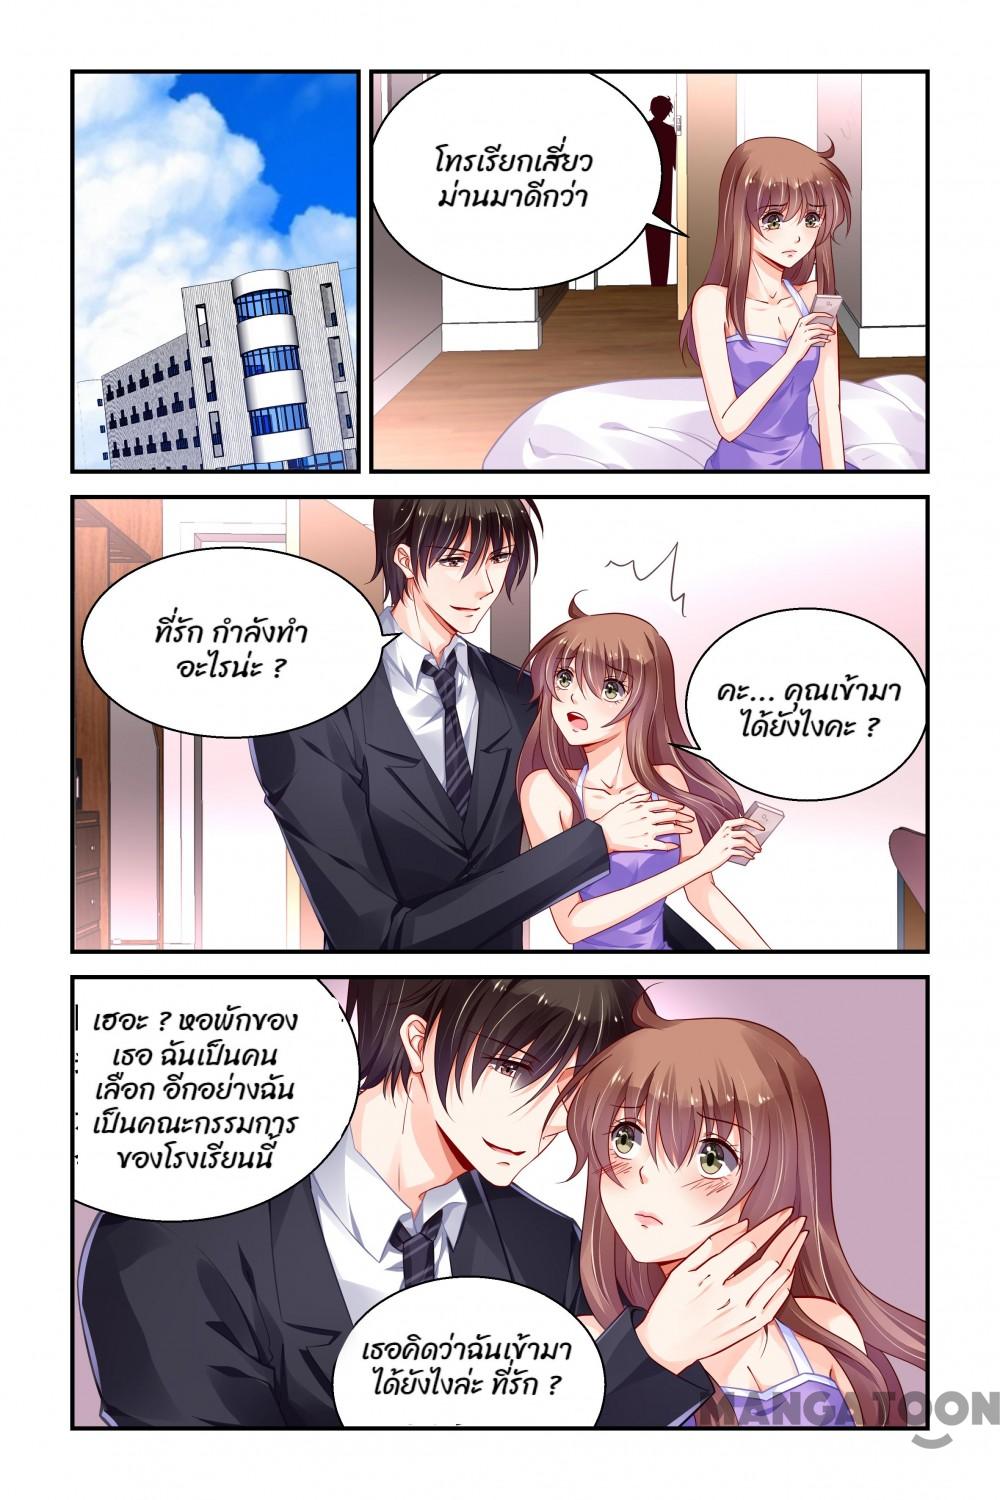 โทรเรียกเสี่ยว
ม่านมาดีกว่า
ที่รัก กำลังทำ
อะไรน่ะ ?
คะ... คุณเข้ามา
ได้ยังไงคะ ?
เฮอะ ? หอพักของ
เธอ ฉันเป็นคน
เลือก อีกอย่างฉัน
เป็นคณะกรรมการ
ของโรงเรียนนี้
เธอคิดว่าฉันเข้ามา
ได้ยังไงล่ะ ที่รัก ?
MANGATOON